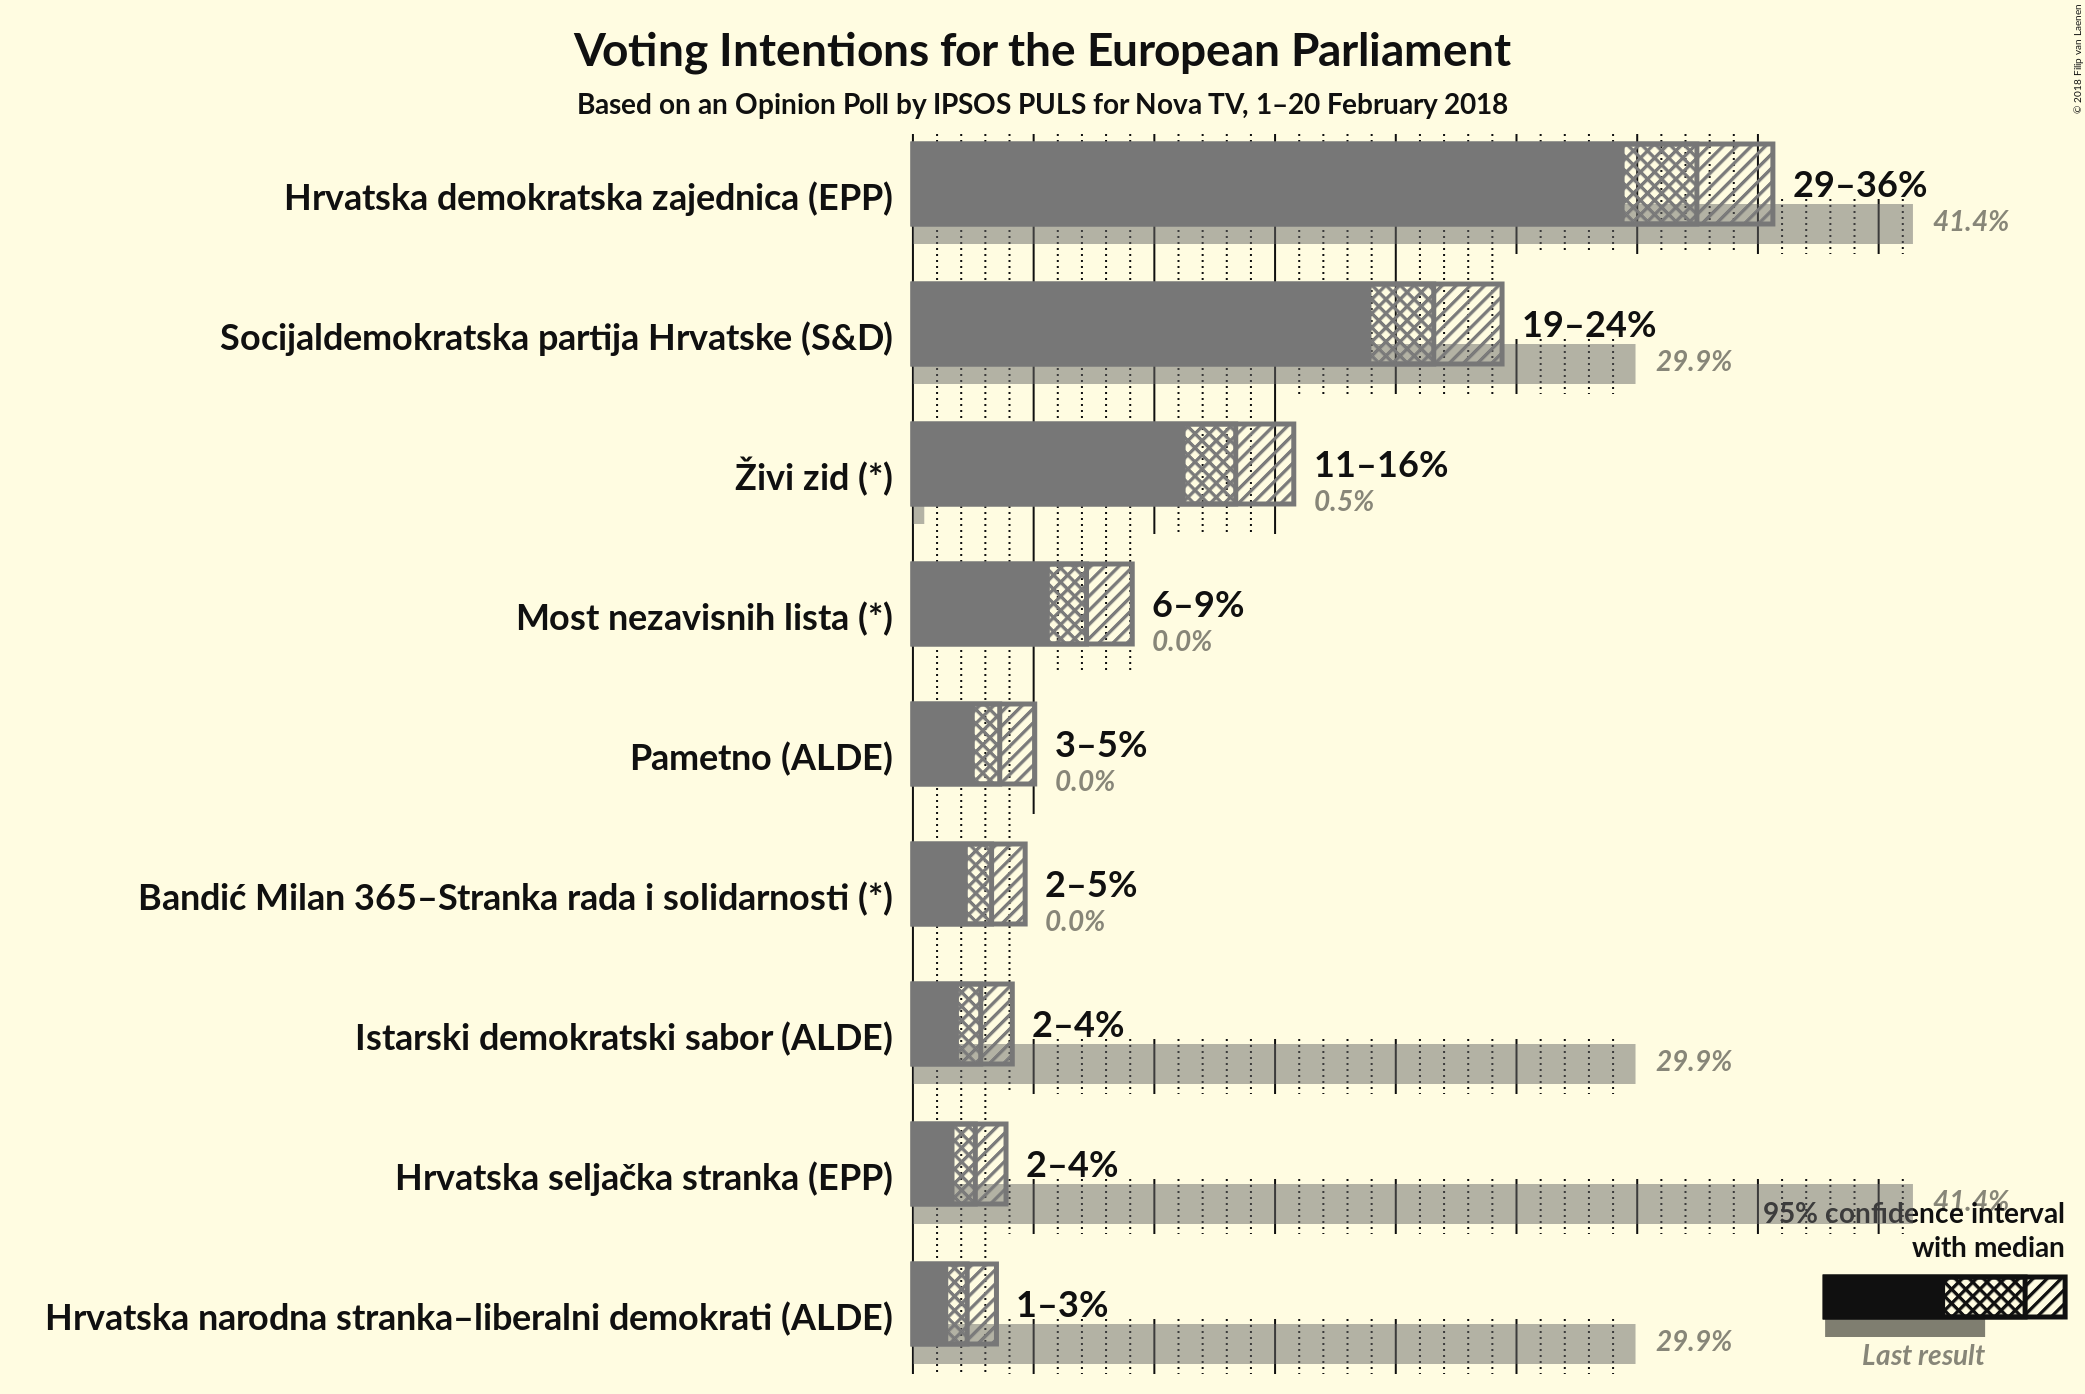 Voting Intentions for the European Parliament
Based on an Opinion Poll by IPSOS PULS for Nova TV, 1–20 February 2018
© 2018 Filip van Laenen
Hrvatska demokratska zajednica (EPP)
29–36%
41.4%
Socijaldemokratska partija Hrvatske (S&D)
19–24%
29.9%
Živi zid (*)
11–16%
0.5%
Most nezavisnih lista (*)
6–9%
0.0%
Pametno (ALDE)
3–5%
0.0%
Bandić Milan 365–Stranka rada i solidarnosti (*)
2–5%
0.0%
Istarski demokratski sabor (ALDE)
2–4%
29.9%
Hrvatska seljačka stranka (EPP)
2–4%
41.4%
Hrvatska narodna stranka–liberalni demokrati (ALDE)
1–3%
29.9%
95% confidence interval
with median
Last result